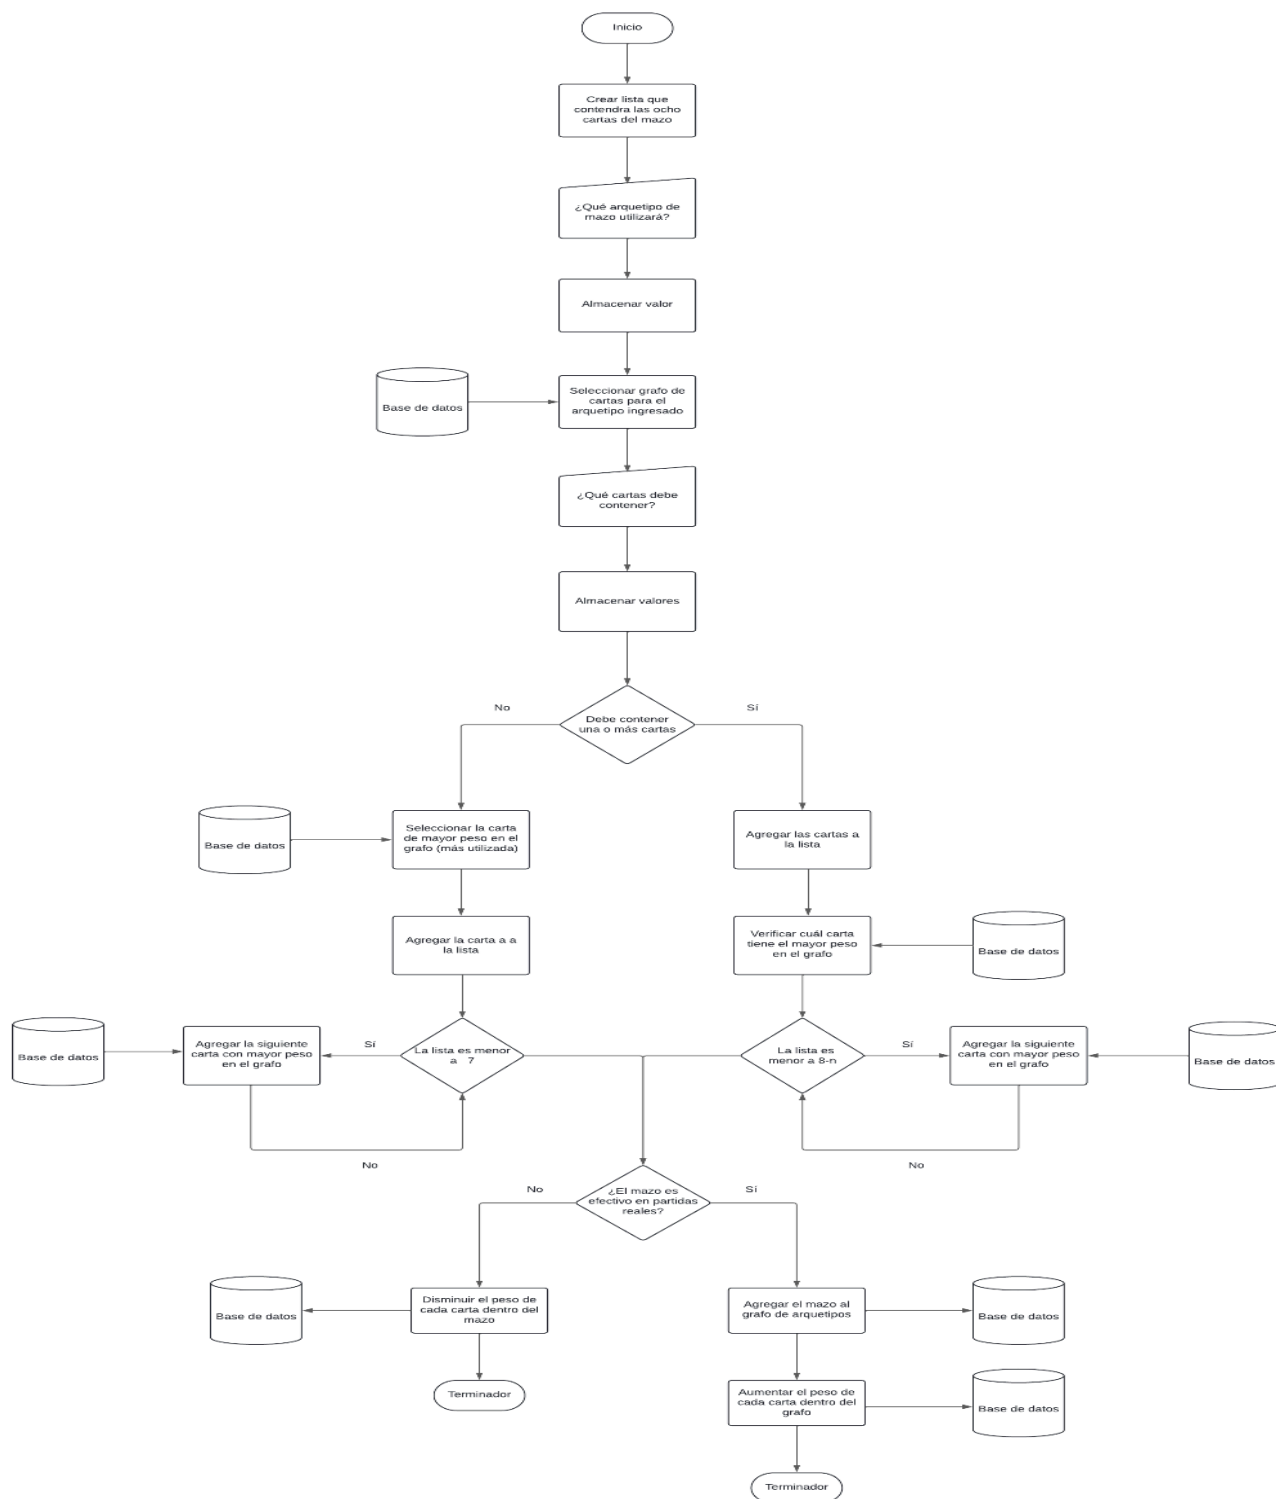 Inicio
Crear lista que
contendra las ocho
cartas del mazo
¿Qué arquetipo de
mazo utilizará?
Almacenar valor
Base de datos
Seleccionar grafo de
cartas para el
arquetipo ingresado
¿Qué cartas debe
contener?
Almacenar valores
No
Debe contener
una o más cartas
Sí
Base de datos
Seleccionar la carta
de mayor peso en el
grafo (más utilizada)
Agregar las cartas a
la lista
Agregar la carta a a
la lista
Verificar cuál carta
tiene el mayor peso
en el grafo
Base de datos
Base de datos
Agregar la siguiente
carta con mayor peso
en el grafo
Sí
La lista es menor
a 7
La lista es
menor a 8-n
Sí
Agregar la siguiente
carta con mayor peso
en el grafo
Base de datos
No
No
No
¿El mazo es
efectivo en partidas
reales?
Sí
Base de datos
Disminuir el peso de
cada carta dentro del
mazo
Agregar el mazo al
grafo de arquetipos
Base de datos
Terminador
Aumentar el peso de
cada carta dentro del
grafo
Base de datos
Terminador